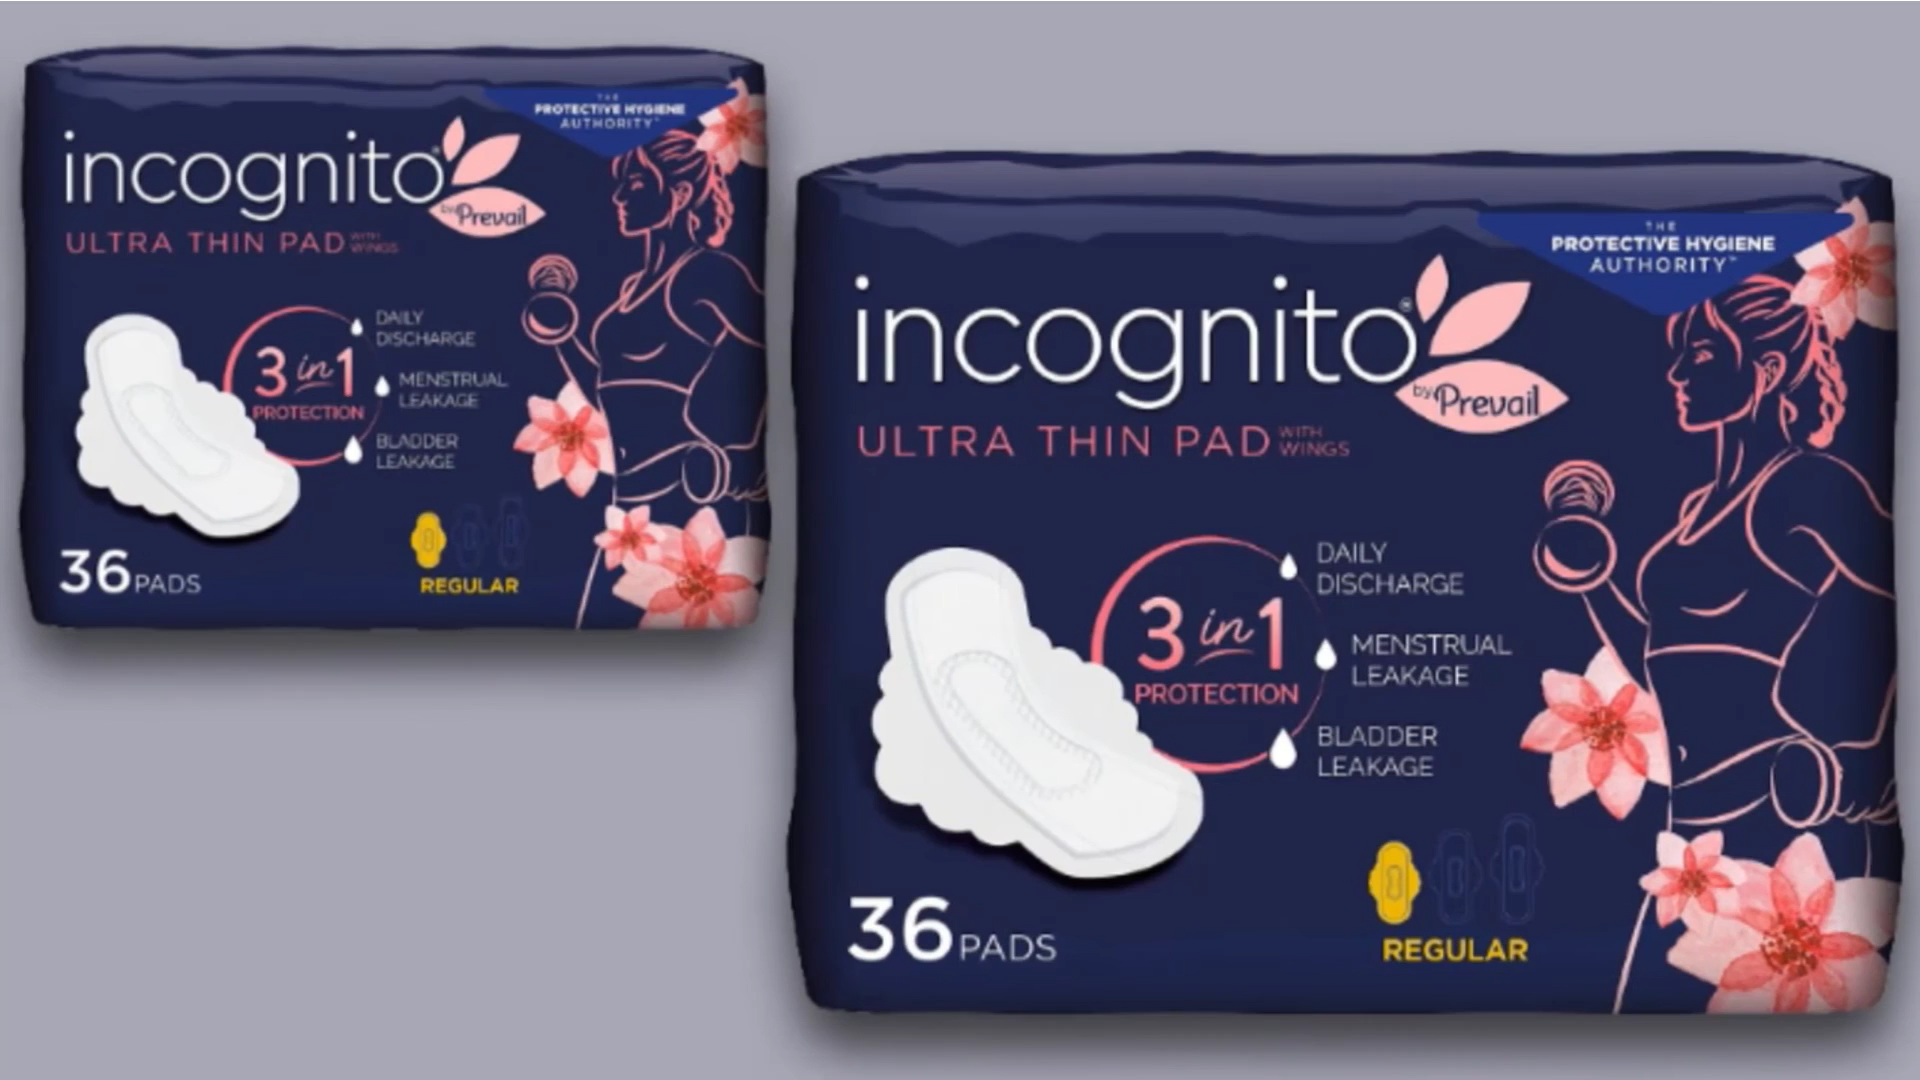 THE
PROTECTIVE HYGIENE
AUTHORITY™
incognito®
by Prevail
ULTRA THIN PAD WITH WINGS
DAILY
DISCHARGE
3 in 1
PROTECTION
MENSTRUAL
LEAKAGE
BLADDER
LEAKAGE
36 PADS
REGULAR
THE
PROTECTIVE HYGIENE
AUTHORITY™
incognito®
by Prevail
ULTRA THIN PAD WITH WINGS
DAILY
DISCHARGE
3 in 1
PROTECTION
MENSTRUAL
LEAKAGE
BLADDER
LEAKAGE
36 PADS
REGULAR